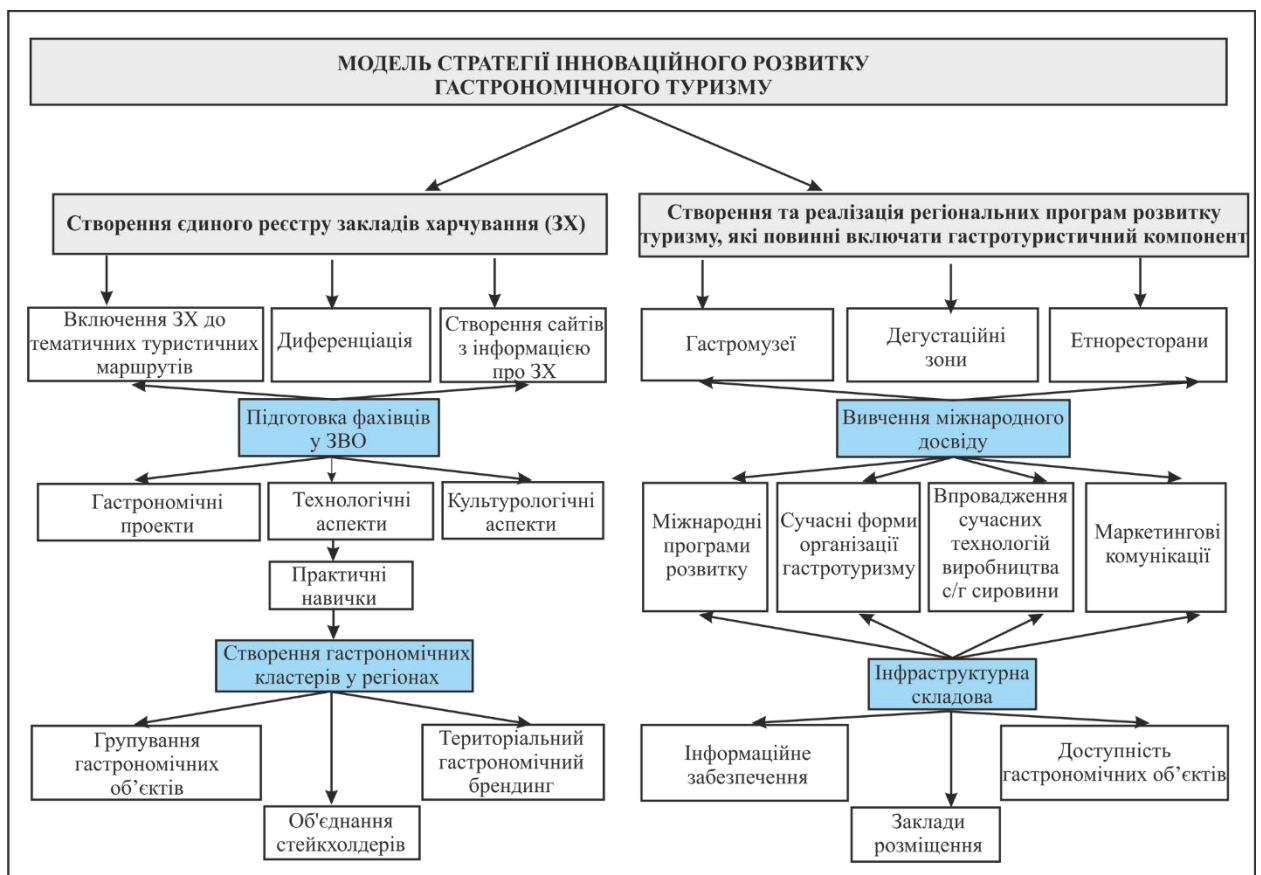 МОДЕЛЬ СТРАТЕГІЇ ІННОВАЦІЙНОГО РОЗВИТКУ
ГАСТРОНОМІЧНОГО ТУРИЗМУ
Створення єдиного реєстру закладів харчування (ЗХ)
Створення та реалізація регіональних програм розвитку
туризму, які повинні включати гастротуристичний компонент
Включення ЗХ до
тематичних туристичних
маршрутів
Диференціація
Створення сайтів
з інформацією
про ЗХ
Гастромузеї
Дегустаційні
зони
Етноресторани
Підготовка фахівців
у ЗВО
Вивчення міжнародного
досвіду
Гастрономічні
проекти
Технологічні
аспекти
Культурологічні
аспекти
Практичні
навички
Міжнародні
програми
розвитку
Сучасні форми
організації
гастротуризму
Впровадження
сучасних
технологій
виробництва
с/г сировини
Маркетингові
комунікації
Створення гастрономічних
кластерів у регіонах
Інфраструктурна
складова
Групування
гастрономічних
об’єктів
Територіальний
гастрономічний
брендинг
Об'єднання
стейкхолдерів
Інформаційне
забезпечення
Доступність
гастрономічних об’єктів
Заклади
розміщення